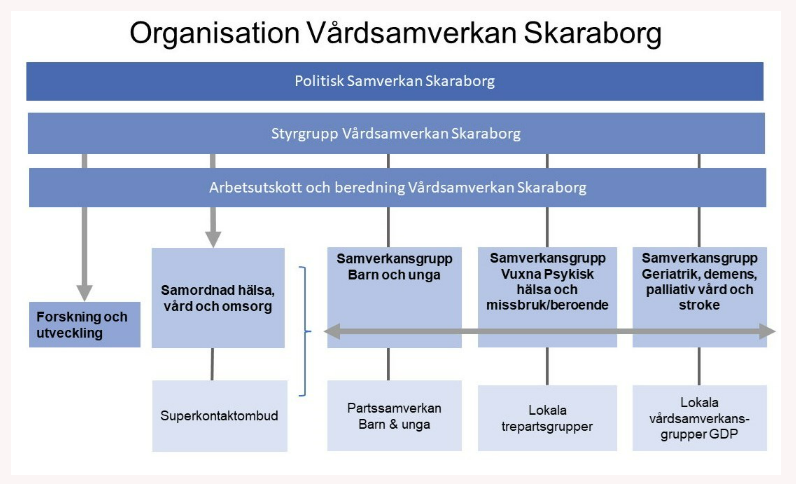 Organisation Vårdsamverkan Skaraborg
Politisk Samverkan Skaraborg
Styrgrupp Vårdsamverkan Skaraborg
Arbetsutskott och beredning Vårdsamverkan Skaraborg
Forskning och
utveckling
Samordnad hälsa,
vård och omsorg
Superkontaktombud
Samverkansgrupp
Barn och unga
Partssamverkan
Barn & unga
Samverkansgrupp
Vuxna Psykisk
hälsa och
missbruk/beroende
Lokala
trepartsgrupper
Samverkansgrupp
Geriatrik, demens,
palliativ vård och
stroke
Lokala
vårdsamverkans-
grupper GDP